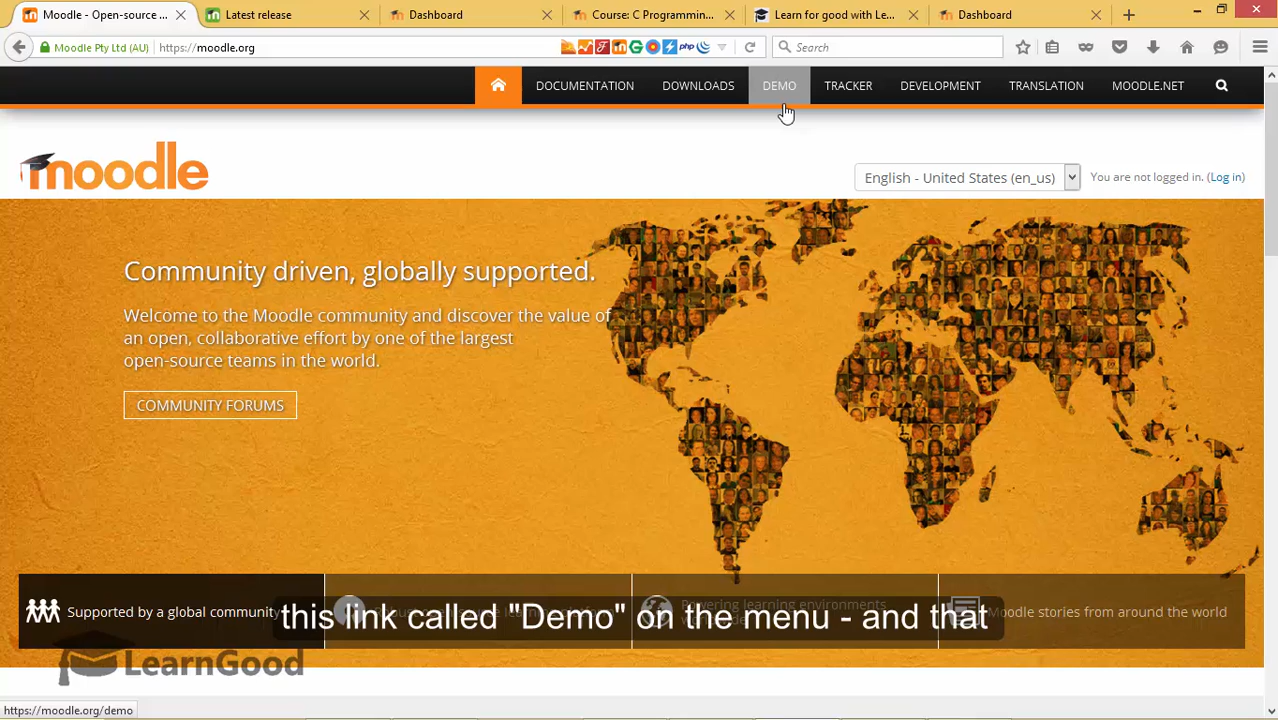 Moodle - Open-source ...
Latest release
Dashboard
Course: C Programmin...
Learn for good with Le...
Dashboard
Moodle Pty Ltd (AU)
https://moodle.org
php
Search
DOCUMENTATION
DOWNLOADS
DEMO
TRACKER
DEVELOPMENT
TRANSLATION
MOODLE.NET
moodle
English - United States (en_us)
You are not logged in. (Log in)
Community driven, globally supported.
Welcome to the Moodle community and discover the value of
an open, collaborative effort by one of the largest
open-source teams in the world.
COMMUNITY FORUMS
Supported by a global community
Powering learning environments
Moodle stories from around the world
this link called "Demo" on the menu - and that
LearnGood
https://moodle.org/demo